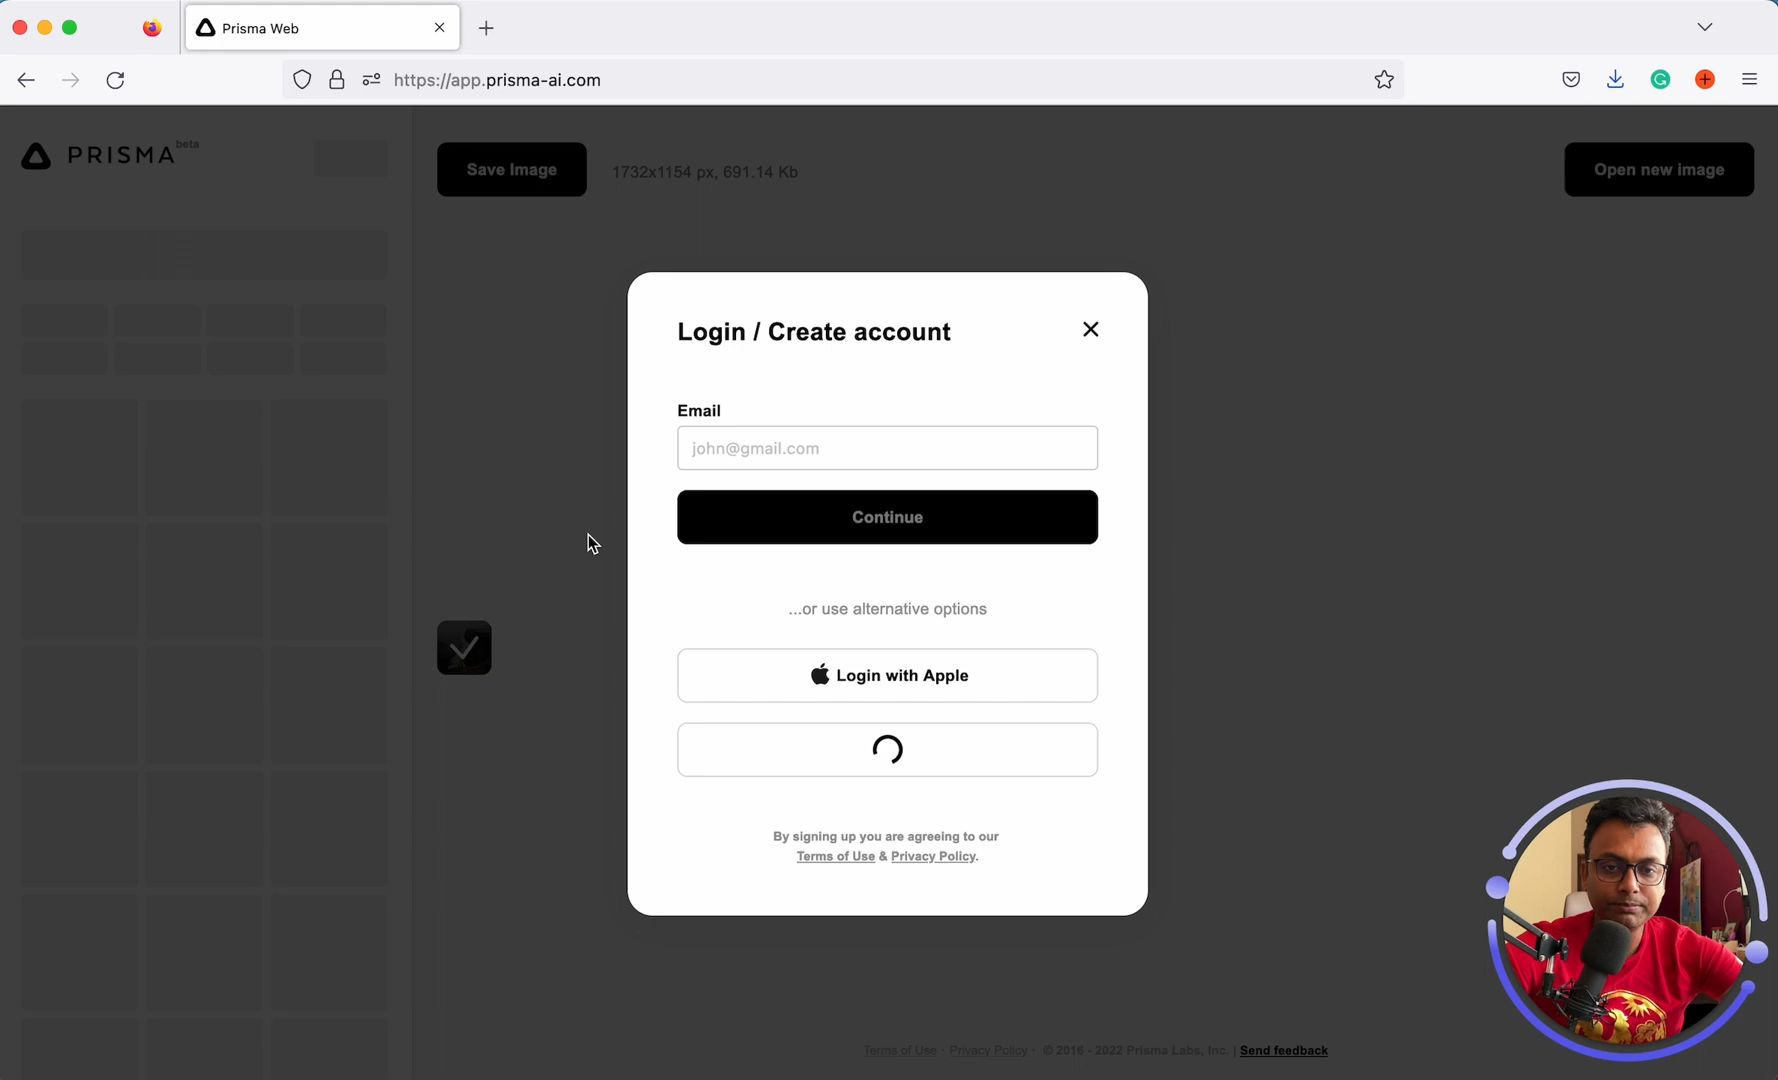 Prisma Web
https://app.prisma-ai.com
PRISMA beta
Save Image
1732x1154 px, 691.14 Kb
Open new image
Login / Create account
Email
john@gmail.com
Continue
...or use alternative options
Login with Apple
By signing up you are agreeing to our
Terms of Use & Privacy Policy.
Terms of Use · Privacy Policy · © 2016 - 2022 Prisma Labs, Inc. | Send feedback